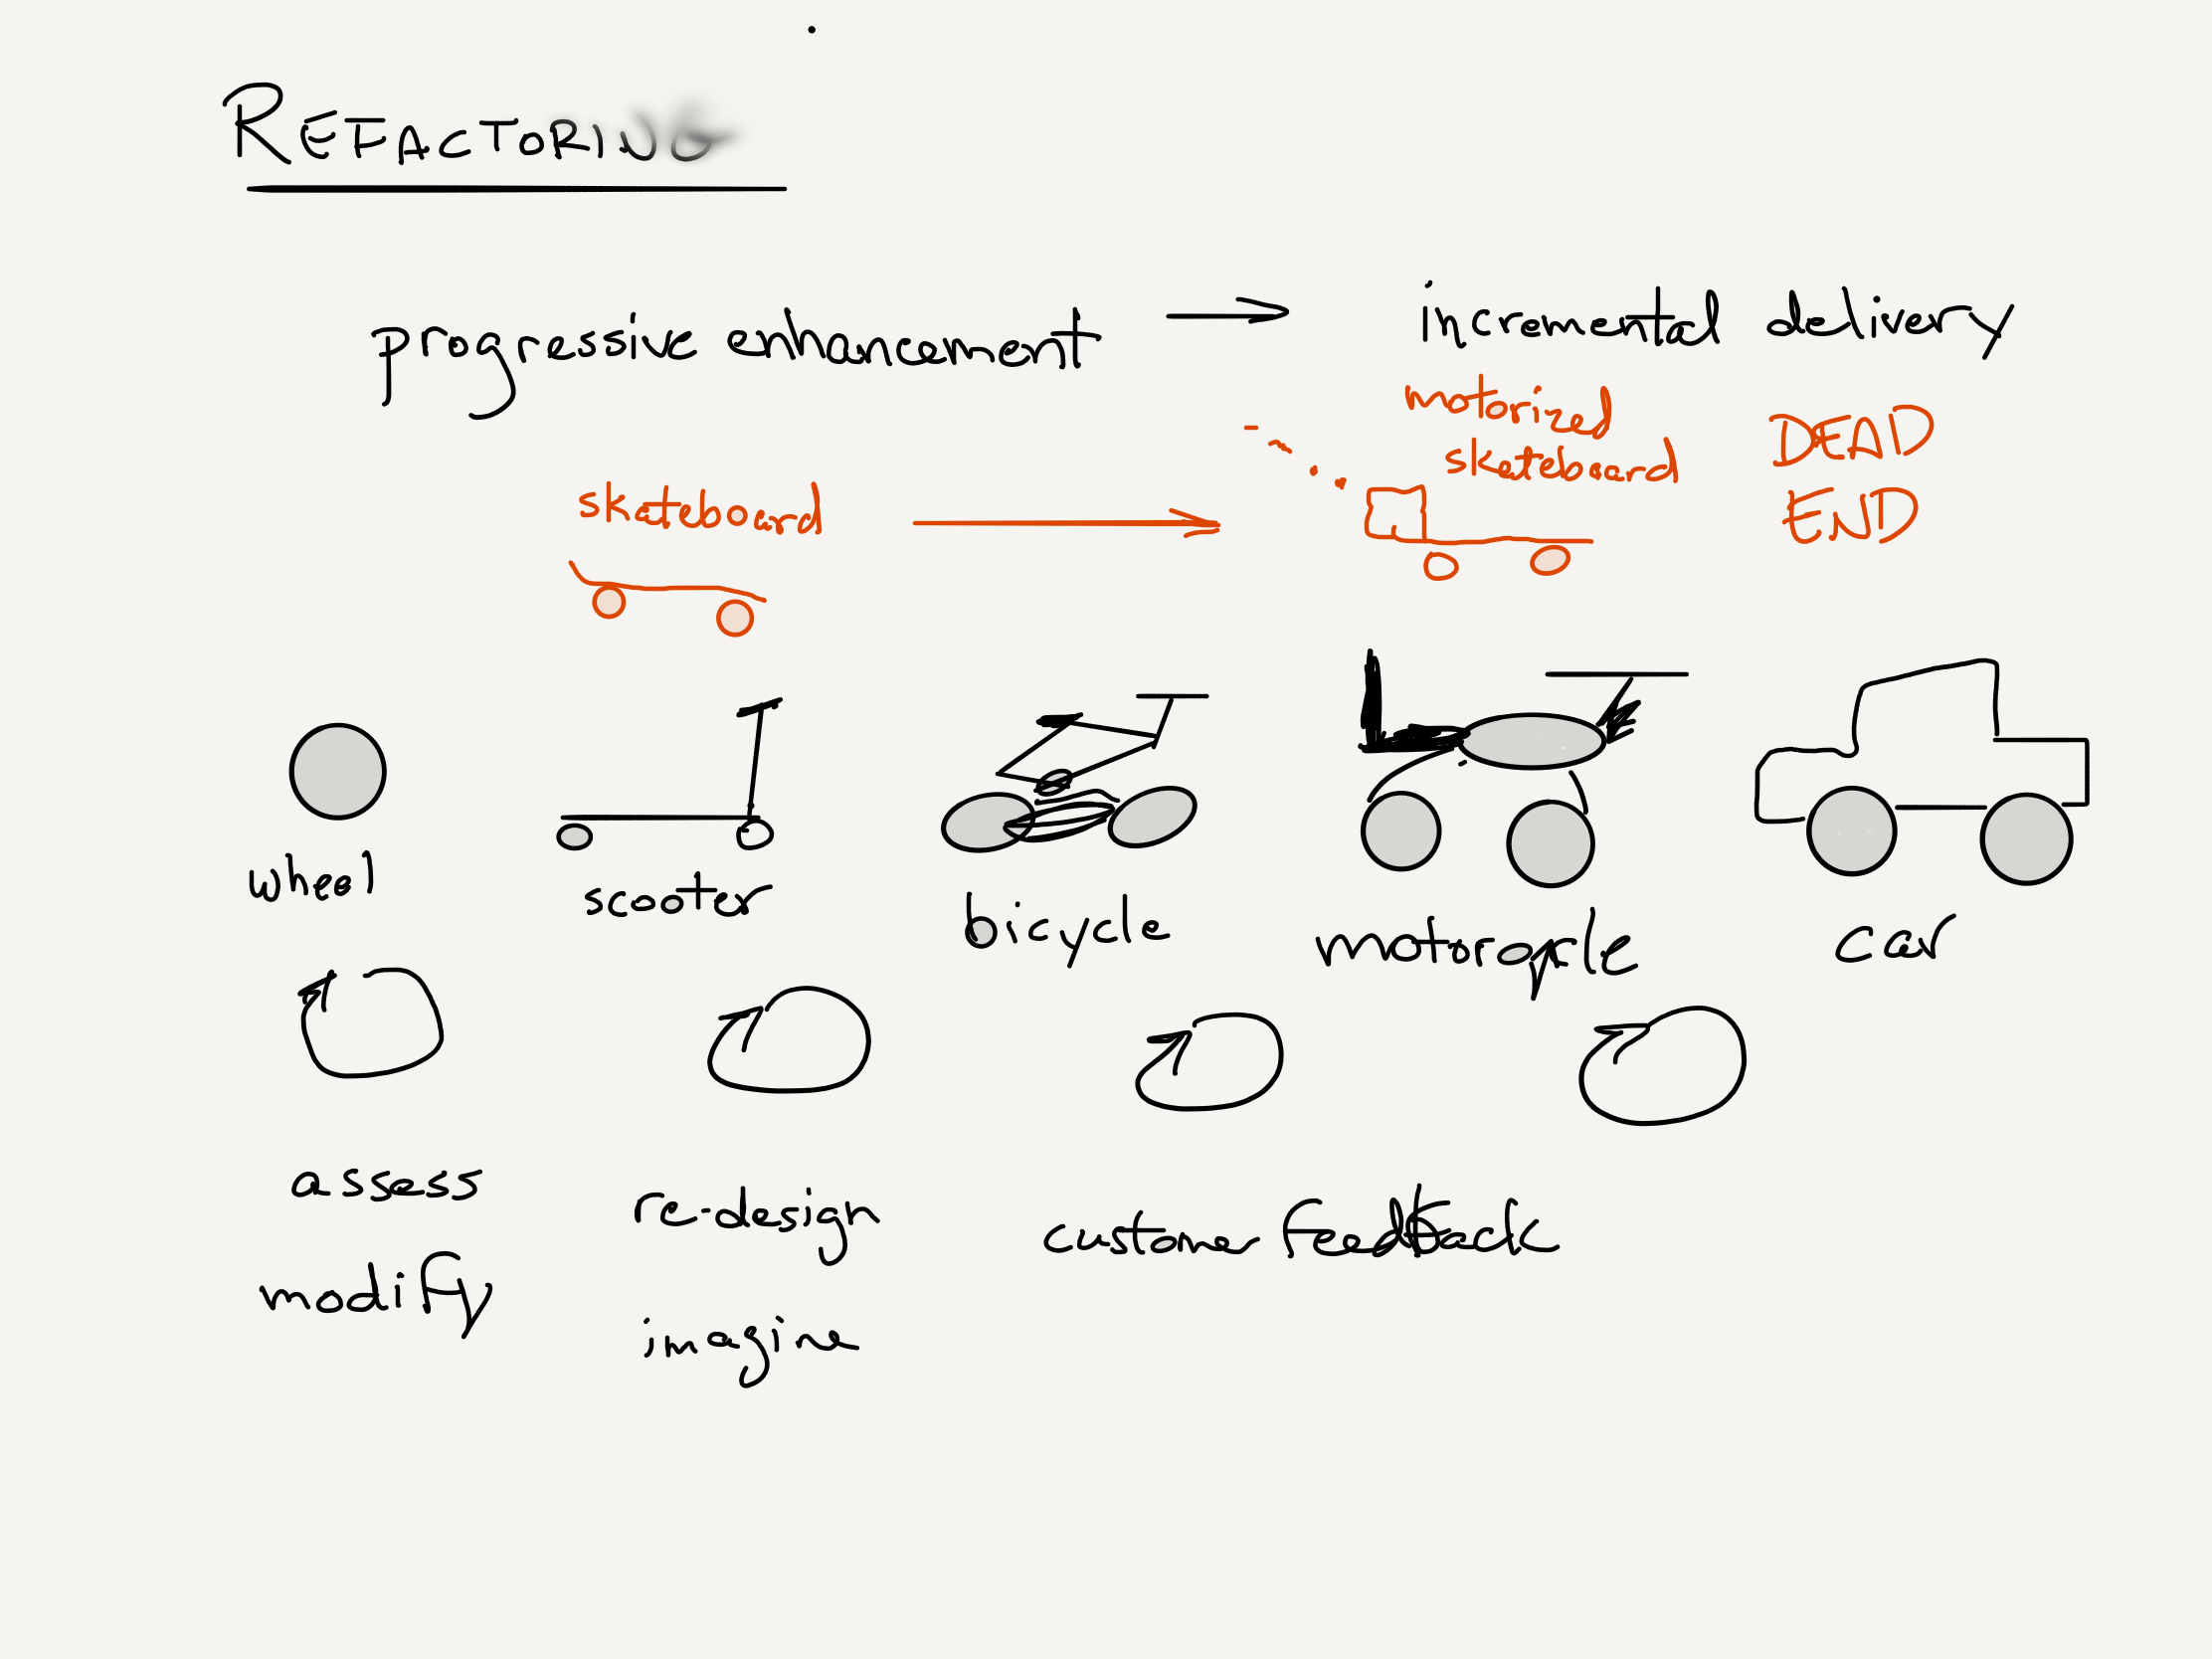 REFACTORING
progressive enhancement → incremental delivery
motorized
skateboard
DEAD
END
skateboard
wheel
scooter
bicycle
motorcycle
car
assess
modify
re-design
imagine
customer feedback